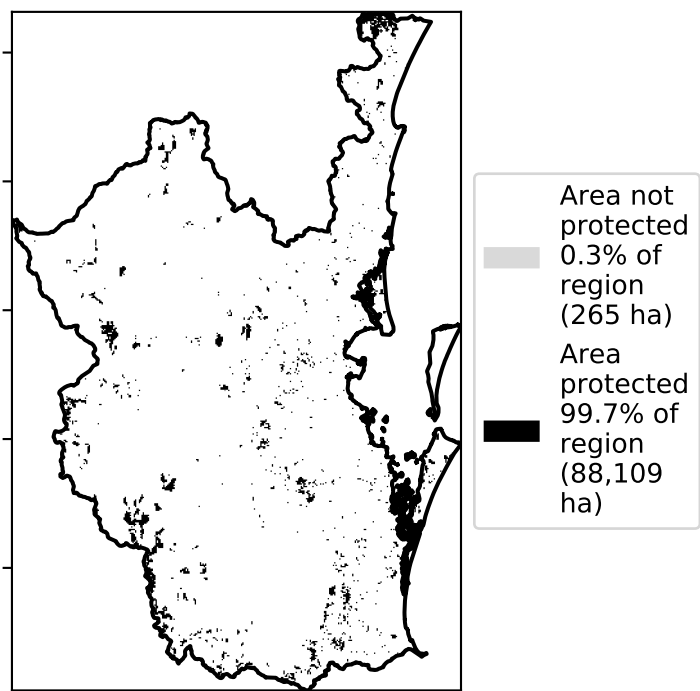 Area not
protected
0.3% of
region
(265 ha)
Area
protected
99.7% of
region
(88,109
ha)